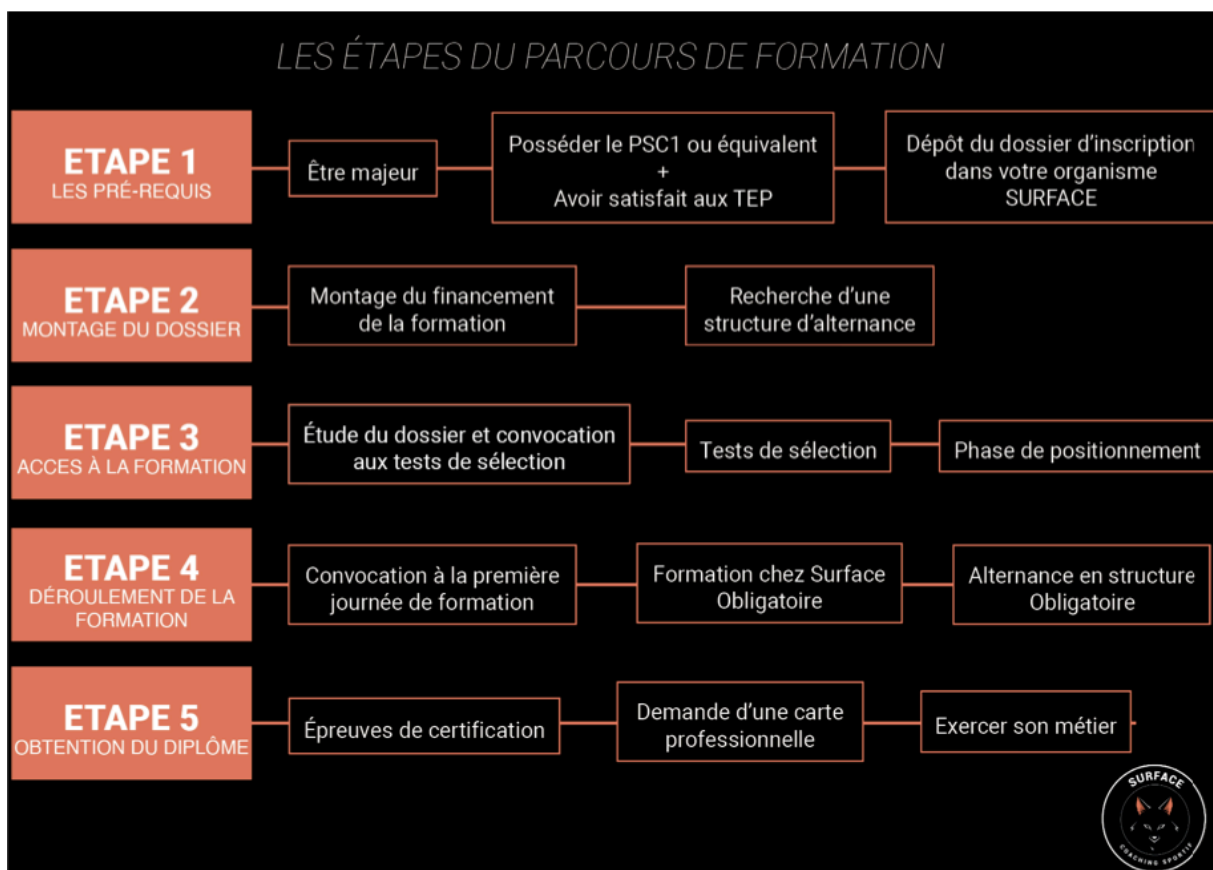 LES ÉTAPES DU PARCOURS DE FORMATION
ETAPE 1
LES PRÉ-REQUIS
Être majeur
Posséder le PSC1 ou équivalent
+
Avoir satisfait aux TEP
Dépôt du dossier d'inscription
dans votre organisme
SURFACE
ETAPE 2
MONTAGE DU DOSSIER
Montage du financement
de la formation
Recherche d'une
structure d'alternance
ETAPE 3
ACCES À LA FORMATION
Étude du dossier et convocation
aux tests de sélection
Tests de sélection
Phase de positionnement
ETAPE 4
DÉROULEMENT DE LA
FORMATION
Convocation à la première
journée de formation
Formation chez Surface
Obligatoire
Alternance en structure
Obligatoire
ETAPE 5
OBTENTION DU DIPLÔME
Épreuves de certification
Demande d'une carte
professionnelle
Exercer son métier
SURFACE
COACHING SPORTIF